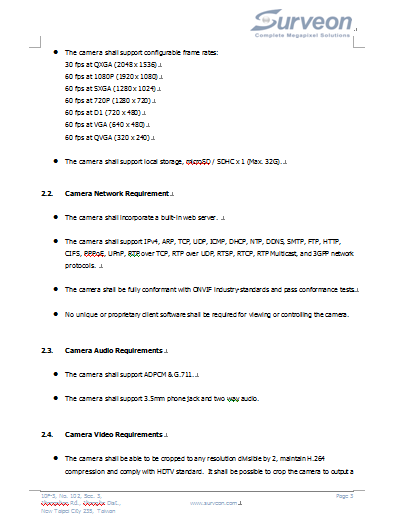 Surveon
Complete Megapixel Solutions
● The camera shall support configurable frame rates:
30 fps at QXGA (2048 x 1536)
60 fps at 1080P (1920 x 1080)
60 fps at SXGA (1280 x 1024)
60 fps at 720P (1280 x 720)
60 fps at D1 (720 x 480)
60 fps at VGA (640 x 480)
60 fps at QVGA (320 x 240)
● The camera shall support local storage, microSD / SDHC x 1 (Max. 32G).
2.2. Camera Network Requirement
● The camera shall incorporate a built-in web server.
● The camera shall support IPv4, ARP, TCP, UDP, ICMP, DHCP, NTP, DDNS, SMTP, FTP, HTTP,
CIFS, PPPoE, UPnP, RTP over TCP, RTP over UDP, RTSP, RTCP, RTP Multicast, and 3GPP network
protocols.
● The camera shall be fully conformant with ONVIF industry-standards and pass conformance tests
● No unique or proprietary client software shall be required for viewing or controlling the camera.
2.3. Camera Audio Requirements
● The camera shall support ADPCM & G.711.
● The camera shall support 3.5mm phone jack and two way audio.
2.4. Camera Video Requirements
● The camera shall be able to be cropped to any resolution divisible by 2, maintain H.264
compression and comply with HDTV standard. It shall be possible to crop the camera to output a
No. 102, Sec. 3, Page 3
Rd., Dist., www.surveon.com
New Taipei City 235, Taiwan